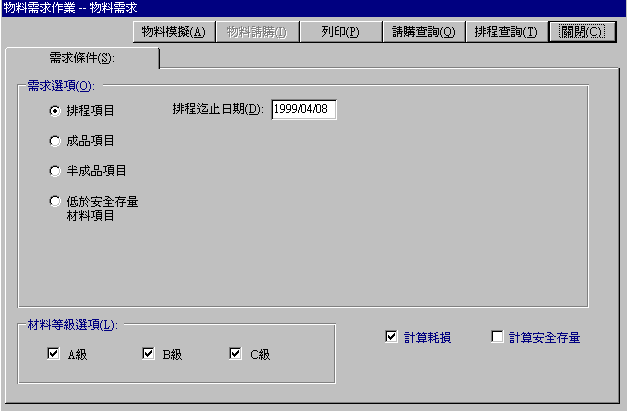 物料需求作業 -- 物料需求
物料模擬(A) 物料請購(I) 列印(P) 請購查詢(Q) 排程查詢(T) 關閉(C)
需求條件(S):
需求選項(O):
排程項目 排程迄止日期(D): 1999/04/08
成品項目
半成品項目
低於安全存量
材料項目
材料等級選項(L):
A級 B級 C級 計算耗損 計算安全存量